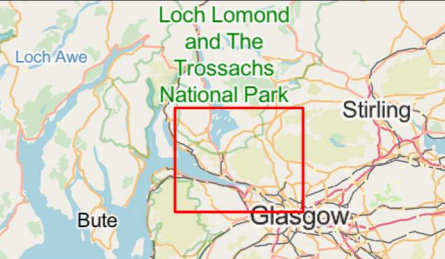 Loch Lomond
and The
Trossachs
National Park
Loch Awe
Stirling
Bute
Glasgow